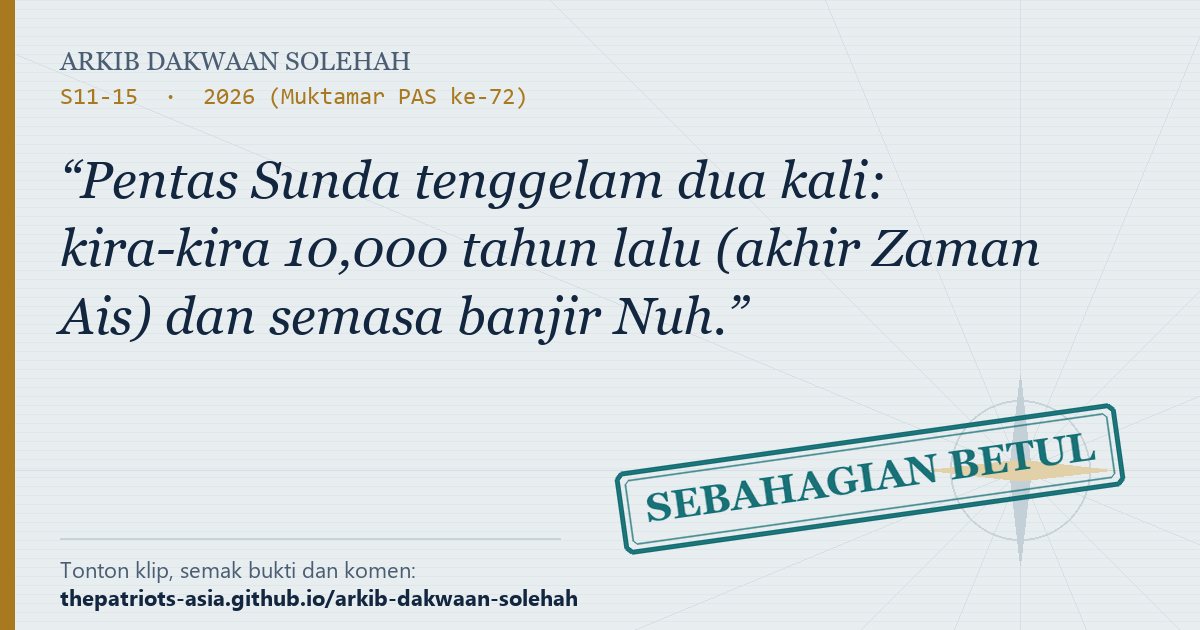 ARKIB DAKWAAN SOLEHAH
S11-15 · 2026 (Muktamar PAS ke-72)
“Pentas Sunda tenggelam dua kali:
kira-kira 10,000 tahun lalu (akhir Zaman
Ais) dan semasa banjir Nuh.”
SEBAHAGIAN BETUL
Tonton klip, semak bukti dan komen:
thepatriots-asia.github.io/arkib-dakwaan-solehah